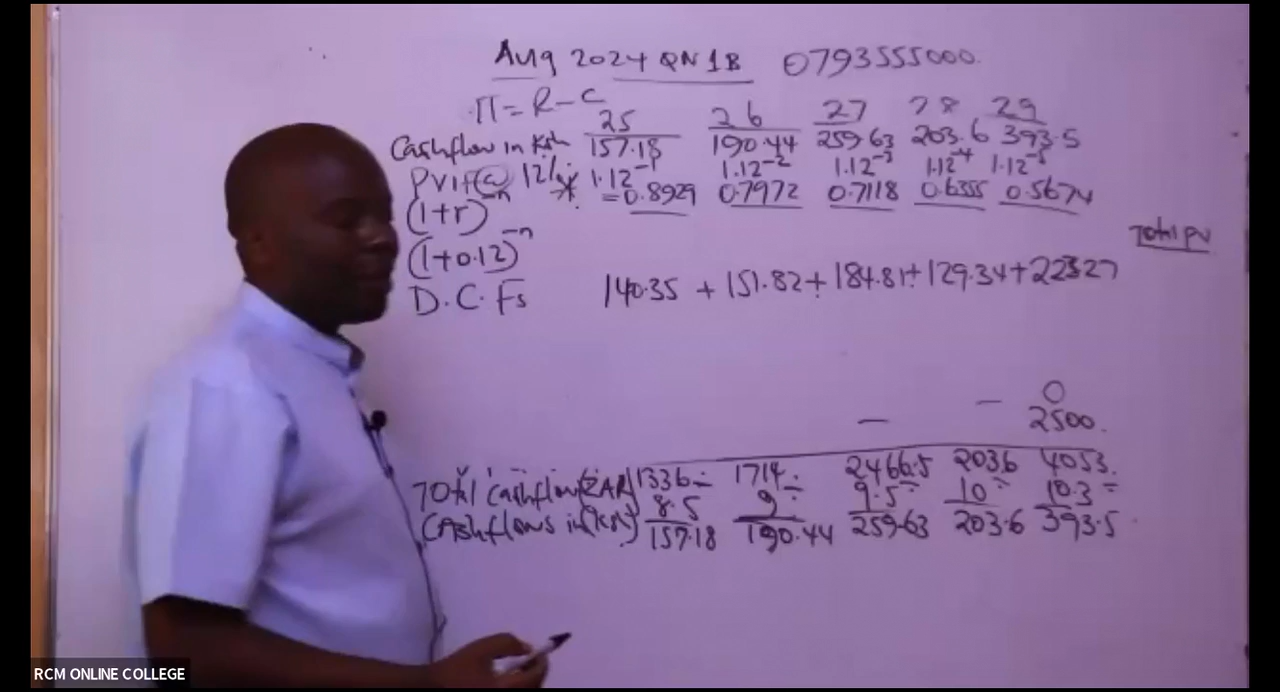 Aug 2024 QN 1B 0793555000
Π = R - C
25 26 27 28 29
Cashflow in Ksh 157.18 190.44 259.63 203.6 393.5
PVIF@ 12% 1.12⁻¹ 1.12⁻² 1.12⁻³ 1.12⁻⁴ 1.12⁻⁵
= 0.8929 0.7972 0.7118 0.6355 0.5674
(1+r)⁻ⁿ
Total PV
(1+0.12)⁻ⁿ
D.C.Fs 140.35 + 151.82 + 184.81 + 129.34 + 223.27
- - 0
2500
Total Cashflow(ZAR) 1336 ÷ 1714 ÷ 2466.5 ÷ 2036 ÷ 4053 ÷
8.5 9 9.5 10 10.3
Cashflows in (KSh) 157.18 190.44 259.63 203.6 393.5
RCM ONLINE COLLEGE